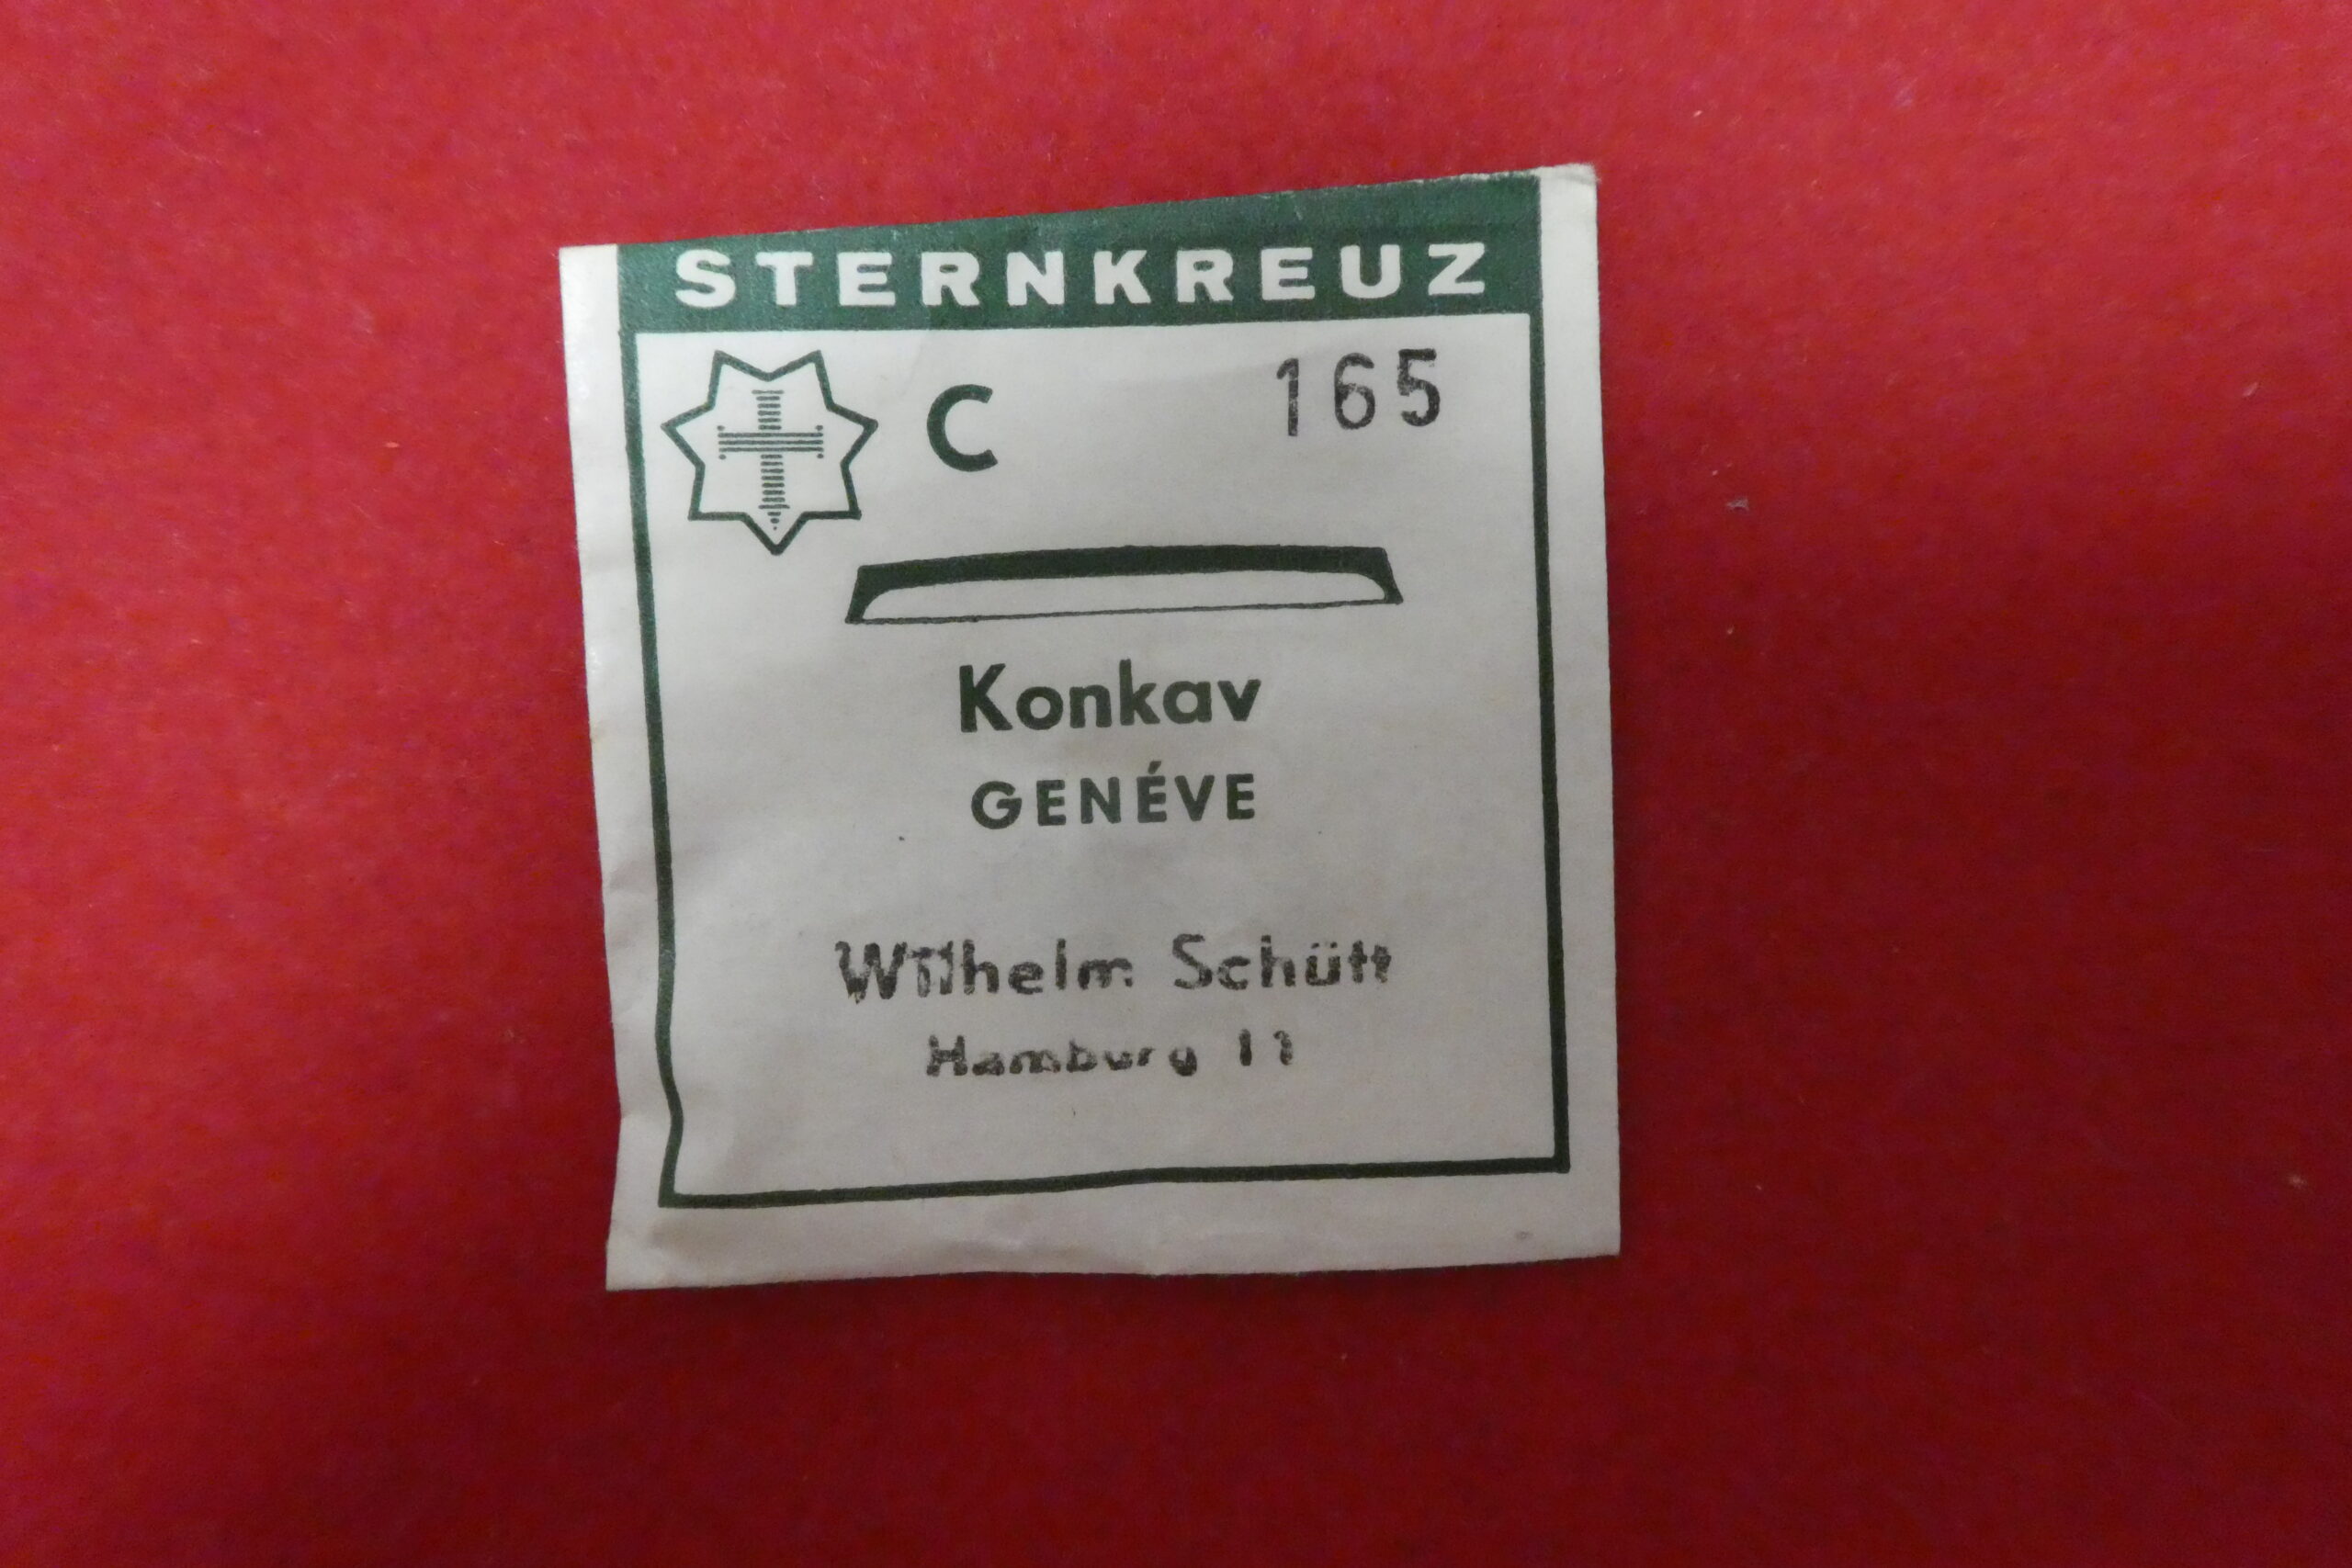 STERNKREUZ
C 165
Konkav
GENÉVE
Wilhelm Schütt
Hamburg 11